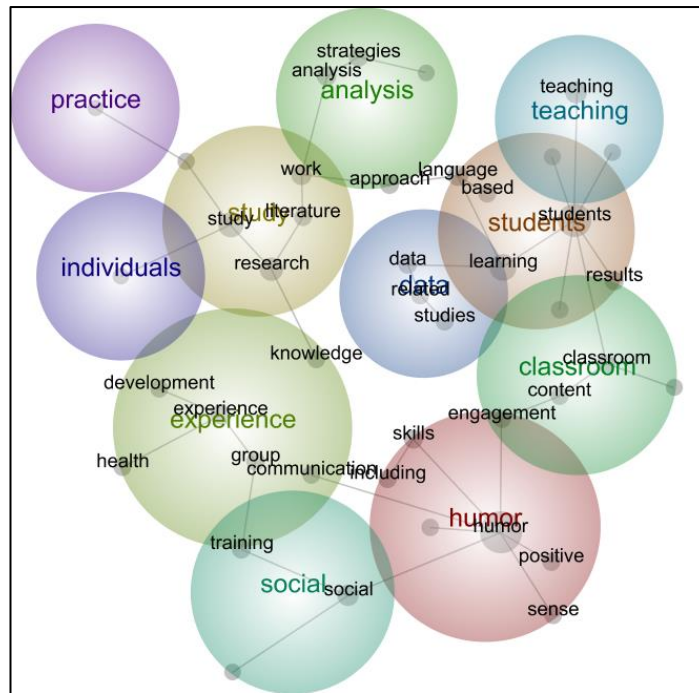 strategies
analysis
analysis
practice
teaching
teaching
work
approach
language
based
study
study
literature
students
students
individuals
research
data
data
related
studies
learning
results
knowledge
classroom
classroom
content
development
experience
experience
engagement
skills
health
group
communication
including
humor
humor
training
positive
social
social
sense